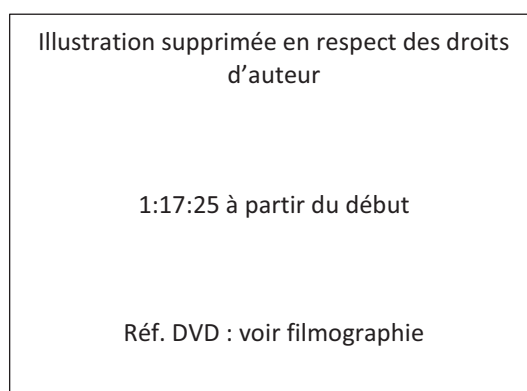 Illustration supprimée en respect des droits
d’auteur
1:17:25 à partir du début
Réf. DVD : voir filmographie